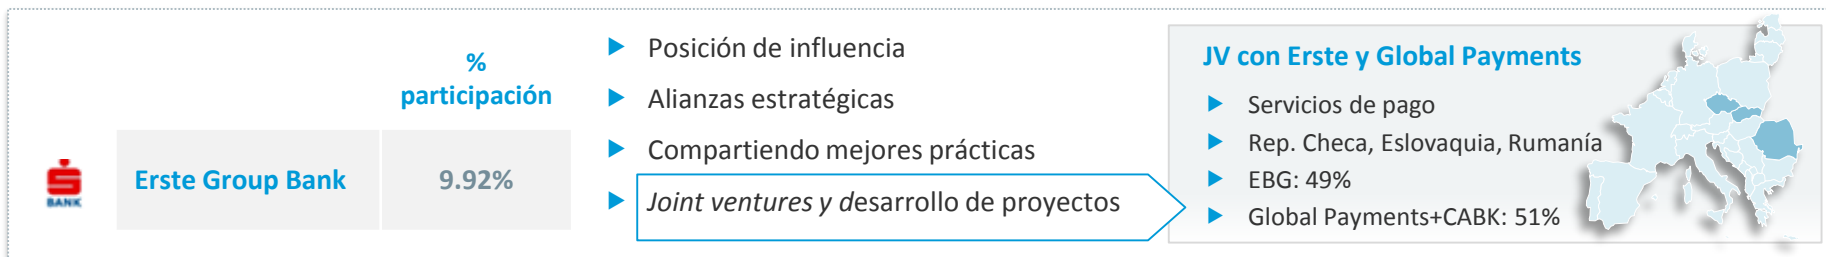 %
participación
BANK
Erste Group Bank
9.92%
Posición de influencia
Alianzas estratégicas
Compartiendo mejores prácticas
Joint ventures y desarrollo de proyectos
JV con Erste y Global Payments
Servicios de pago
Rep. Checa, Eslovaquia, Rumanía
EBG: 49%
Global Payments+CABK: 51%